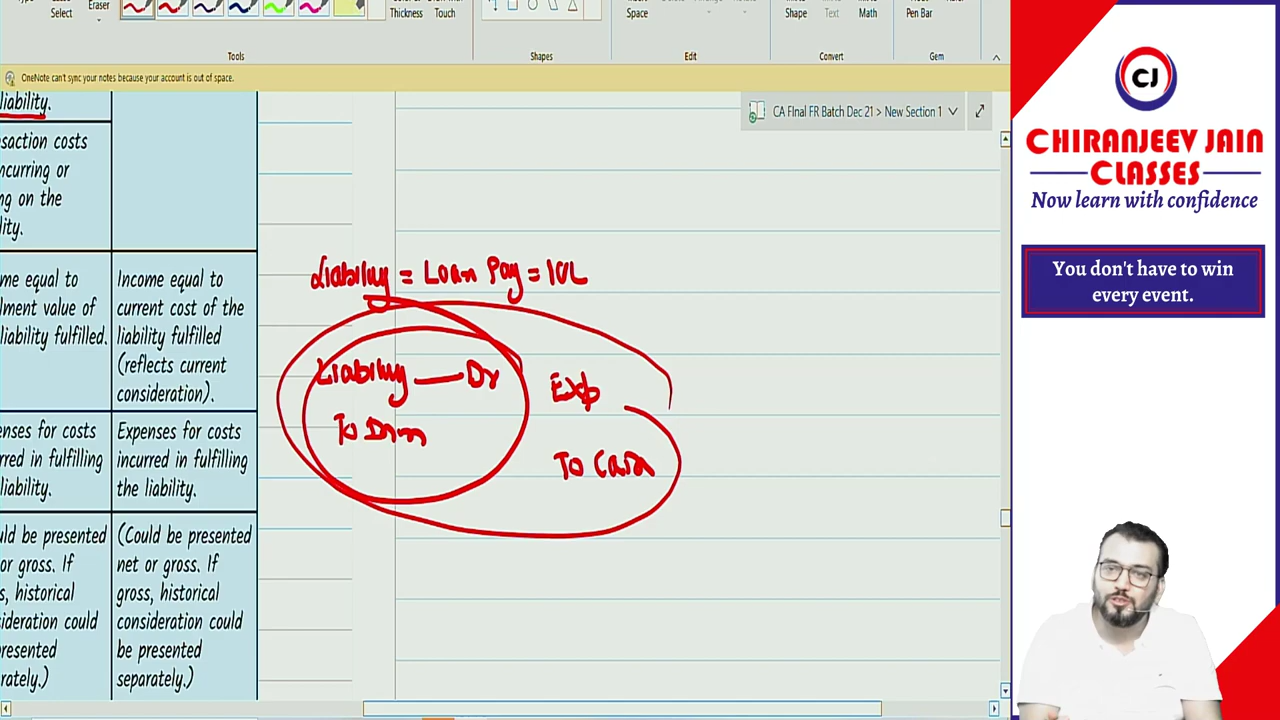 Select
Eraser
Thickness
Touch
Space
Shape
Text
Math
Pen Bar
Tools
Shapes
Edit
Convert
Gem
OneNote can't sync your notes because your account is out of space.
CA FInal FR Batch Dec 21 > New Section 1
CJ
CHIRANJEEV JAIN
CLASSES
Now learn with confidence
You don't have to win
every event.
liability.
saction costs
ncurring or
ng on the
lity.
me equal to
lment value of
liability fulfilled.
Income equal to
current cost of the
liability fulfilled
(reflects current
consideration).
enses for costs
rred in fulfilling
iability.
Expenses for costs
incurred in fulfilling
the liability.
uld be presented
or gross. If
s, historical
sideration could
presented
rately.)
(Could be presented
net or gross. If
gross, historical
consideration could
be presented
separately.)
Liability = Loan Pay = 10L
Liability — Dr
Exp
To Cash